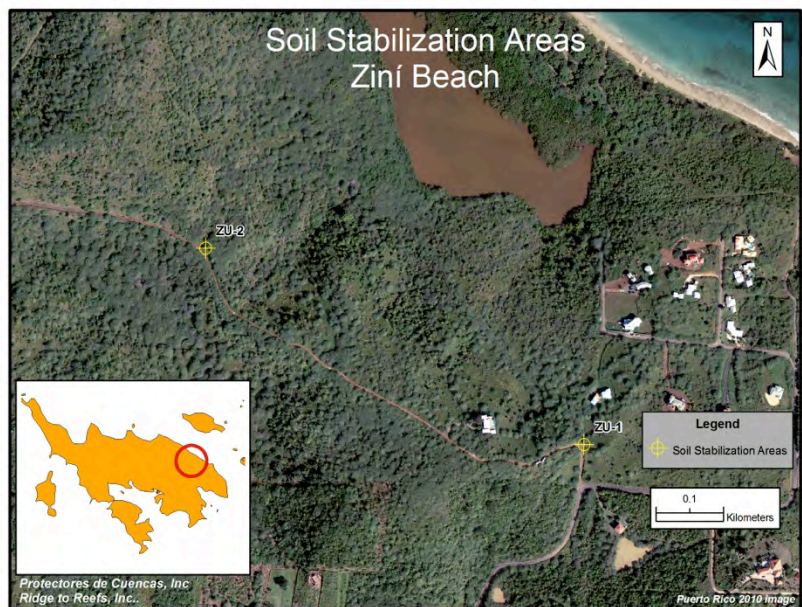 Soil Stabilization Areas
Ziní Beach
N
ZU-2
ZU-1
Legend
Soil Stabilization Areas
0.1
Kilometers
Protectores de Cuencas, Inc
Ridge to Reefs, Inc..
Puerto Rico 2010 image